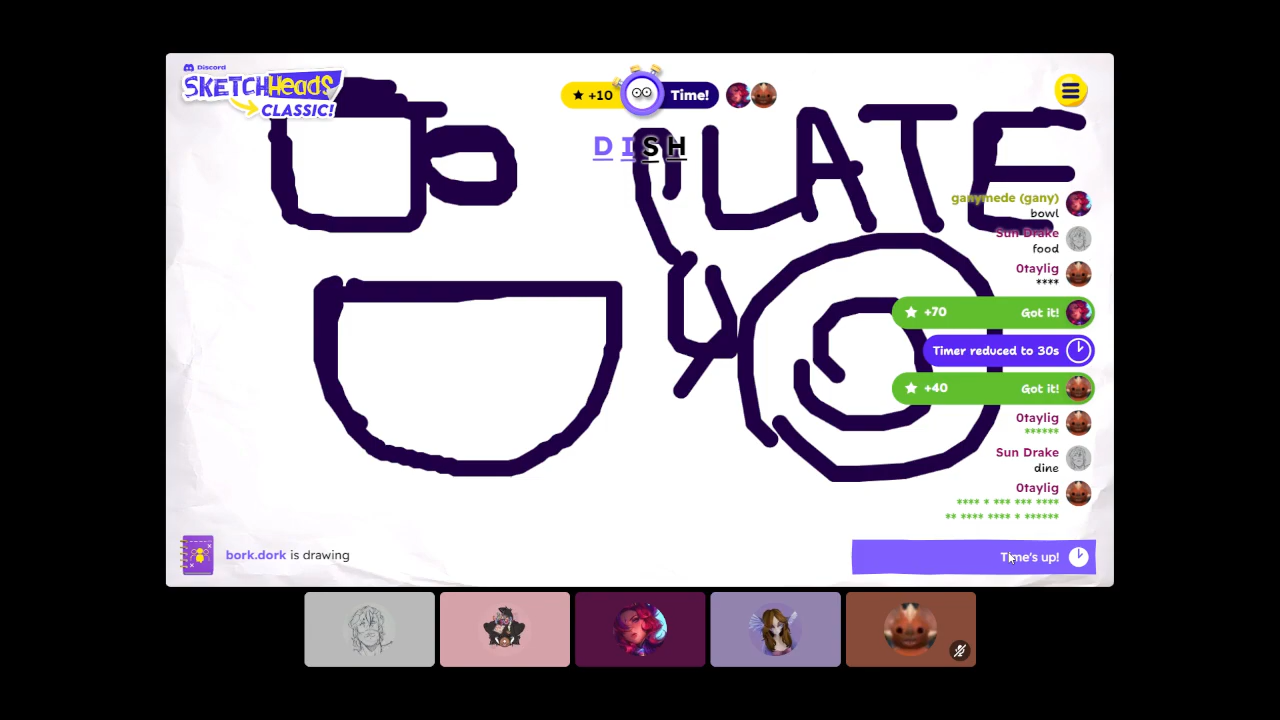 Discord
SKETCHHeadS
CLASSIC!
+10
Time!
DISH
PLATE
ganymede (gany)
bowl
Sun Drake
food
0taylig
****
+70 Got it!
Timer reduced to 30s
+40 Got it!
0taylig
******
Sun Drake
dine
0taylig
**** * *** *** ****
** **** **** * ******
bork.dork is drawing
Time's up!